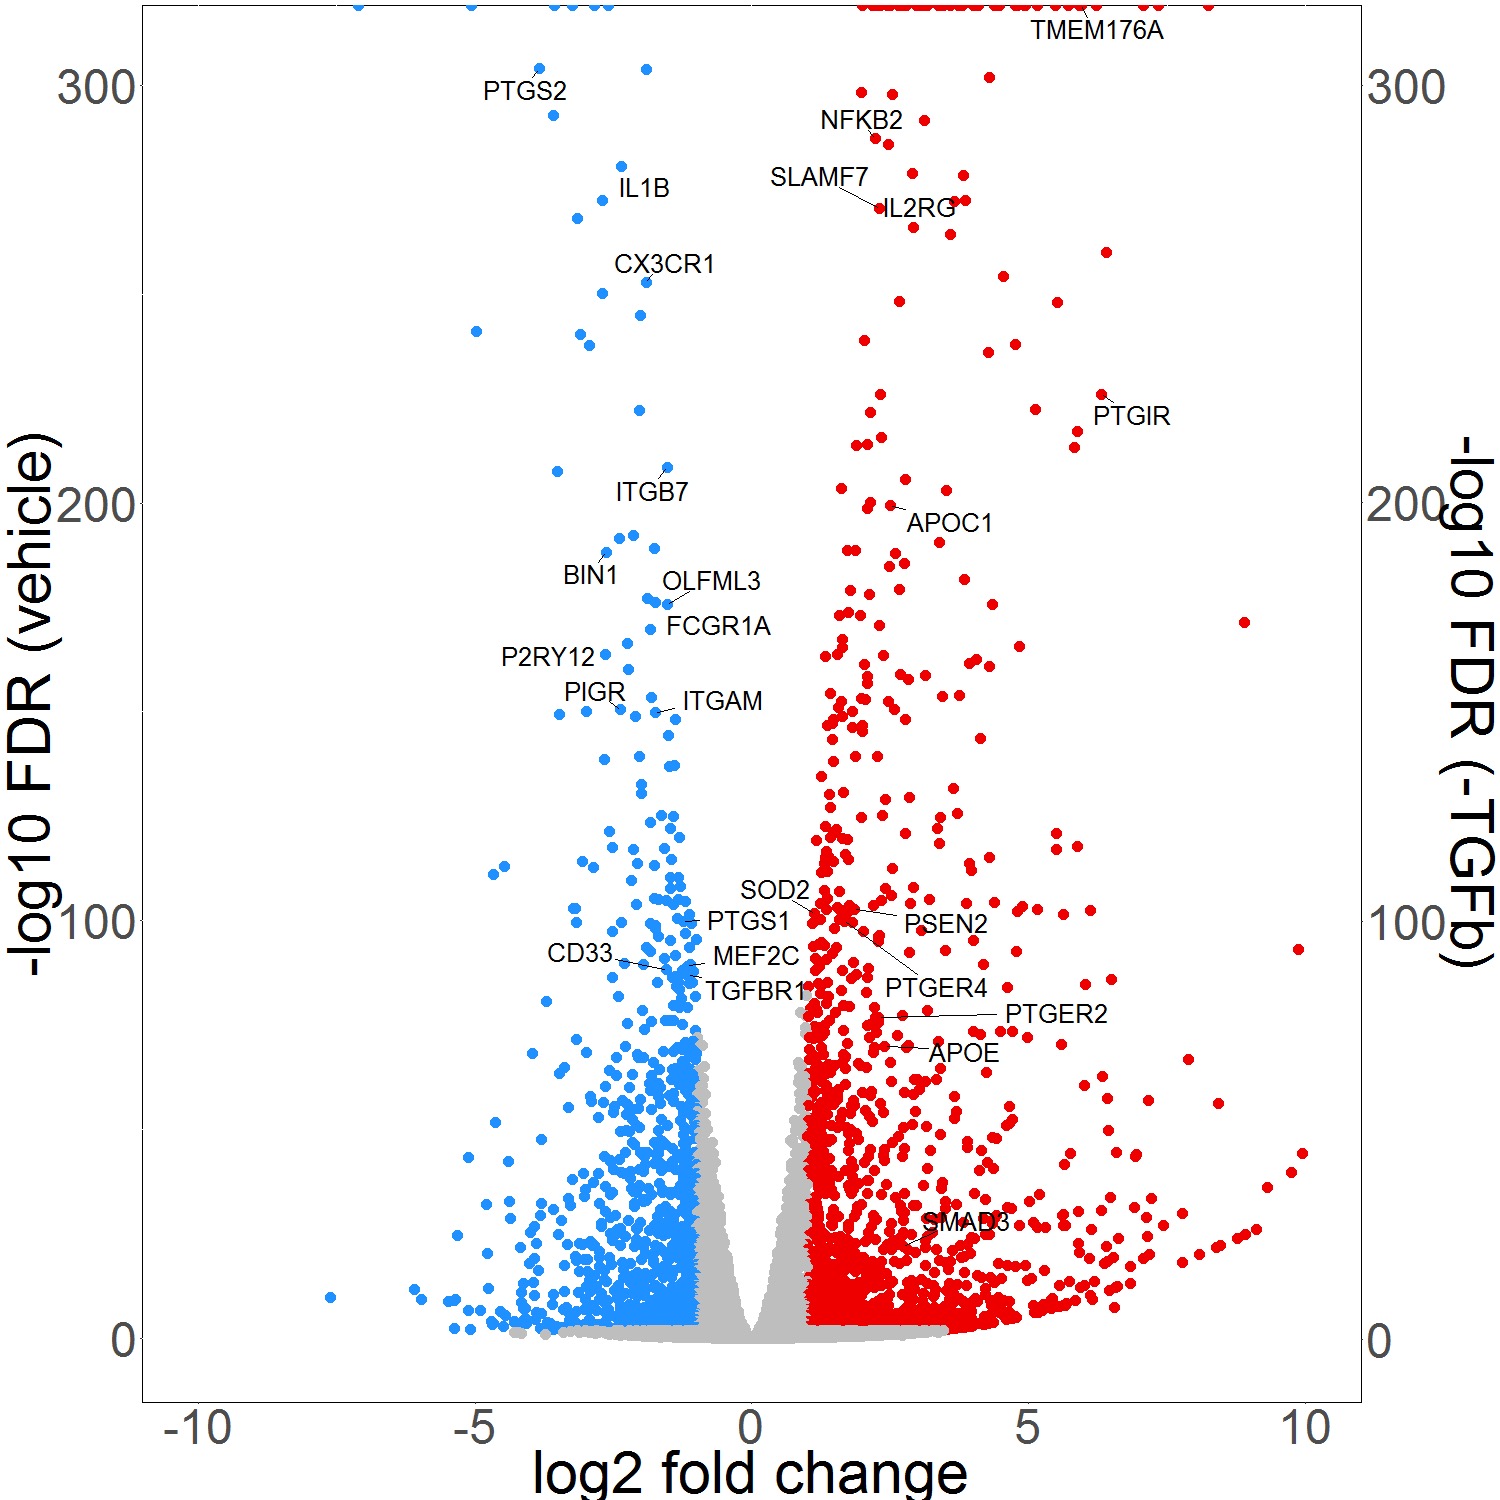 TMEM176A
300
300
PTGS2
NFKB2
SLAMF7
IL1B
IL2RG
CX3CR1
PTGIR
ITGB7
200
200
APOC1
BIN1
OLFML3
FCGR1A
P2RY12
PIGR
ITGAM
SOD2
PTGS1
PSEN2
100
100
CD33
MEF2C
TGFBR1
PTGER4
PTGER2
APOE
SMAD3
0
0
-log10 FDR (vehicle)
-log10 FDR (-TGFb)
-10
-5
0
5
10
log2 fold change